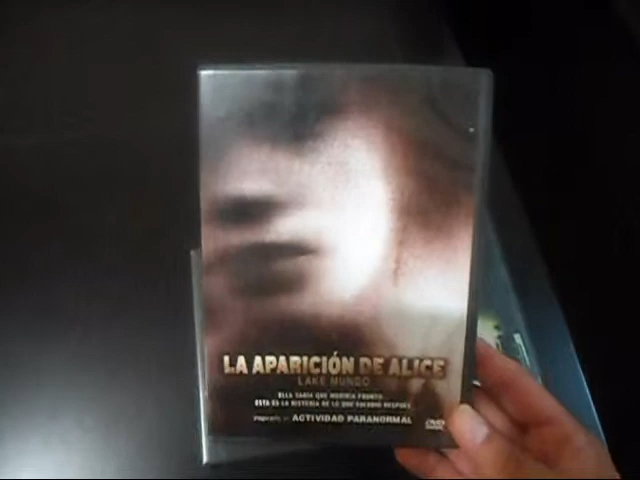 LA APARICIÓN DE ALICE
LAKE MUNGO
ELLA SABÍA QUE MORIRÍA PRONTO
ESTA ES LA HISTORIA DE LO QUE SUCEDIÓ DESPUÉS
ACTIVIDAD PARANORMAL
DVD